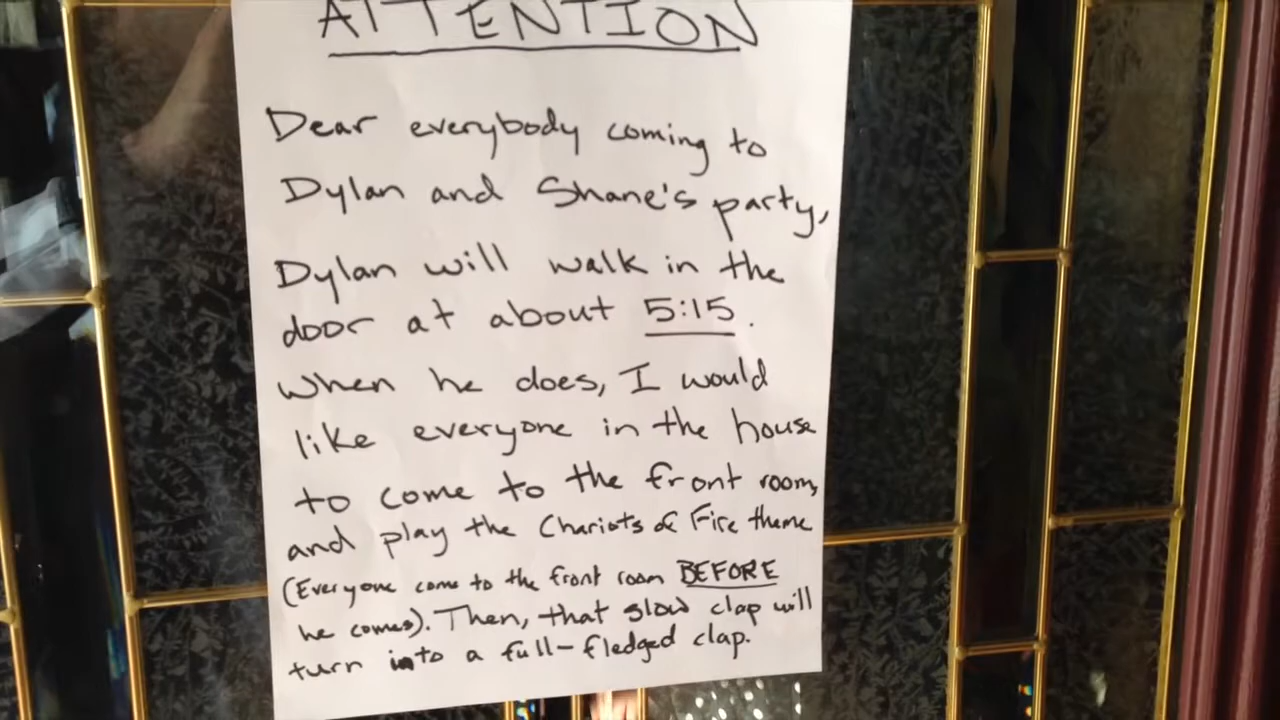 ATTENTION
Dear everybody coming to
Dylan and Shane's party,
Dylan will walk in the
door at about 5:15.
When he does, I would
like everyone in the house
to come to the front room,
and play the Chariots of Fire theme
(Everyone come to the front room BEFORE
he comes). Then, that slow clap will
turn into a full-fledged clap.